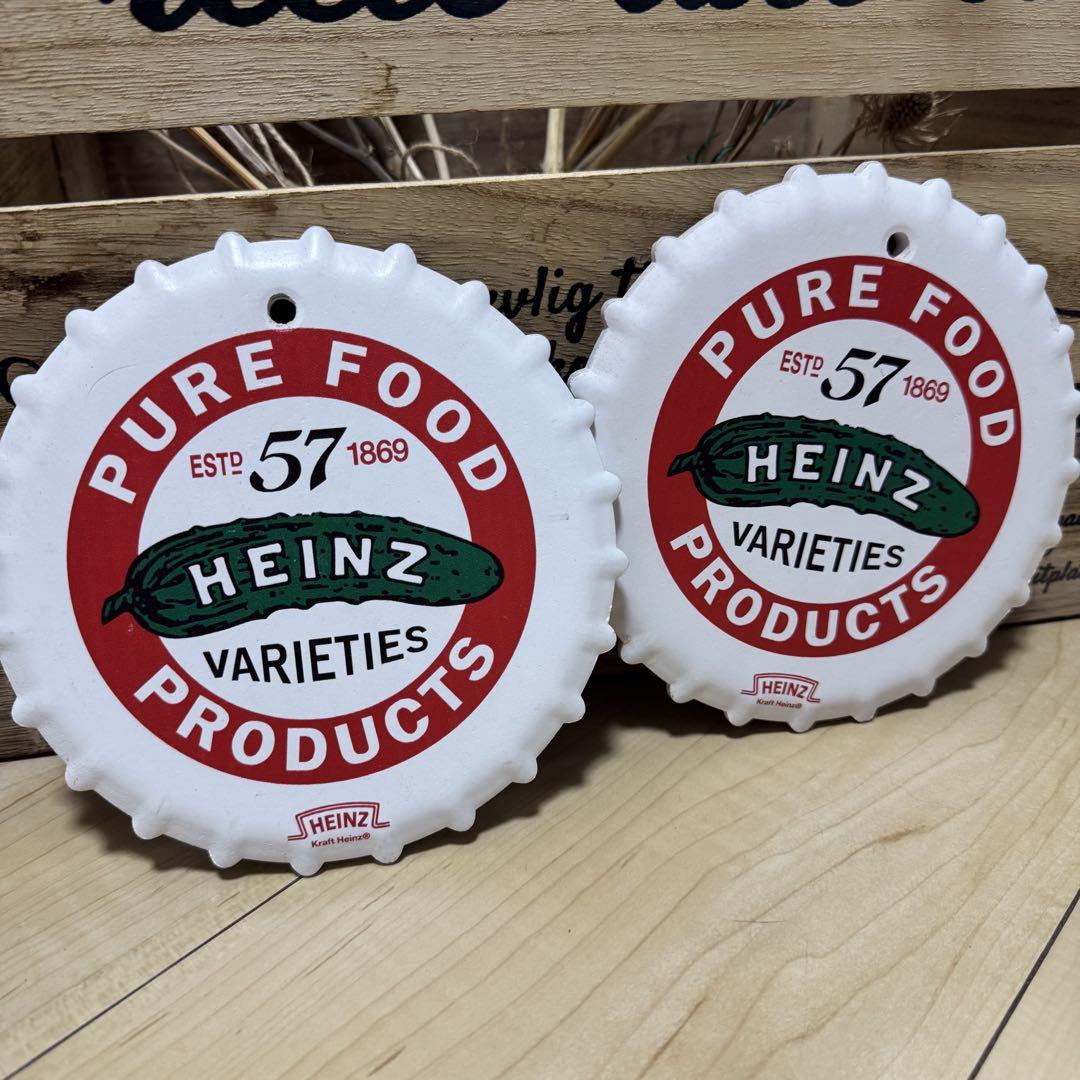 PURE FOOD
ESTD 57 1869
HEINZ
VARIETIES
PRODUCTS
HEINZ
Kraft Heinz®
PURE FOOD
ESTD 57 1869
HEINZ
VARIETIES
PRODUCTS
HEINZ
Kraft Heinz®